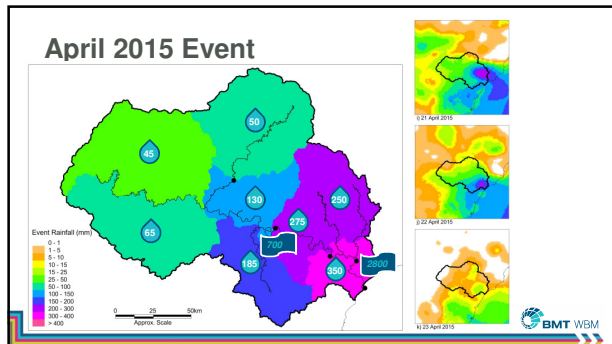 April 2015 Event
50
45
130
250
275
65
700
185
350
2800
Event Rainfall (mm)
0 - 1
1 - 5
5 - 10
10 - 15
15 - 25
25 - 50
50 - 100
100 - 150
150 - 200
200 - 300
300 - 400
> 400
0 25 50km
Approx. Scale
i) 21 April 2015
j) 22 April 2015
k) 23 April 2015
BMT WBM